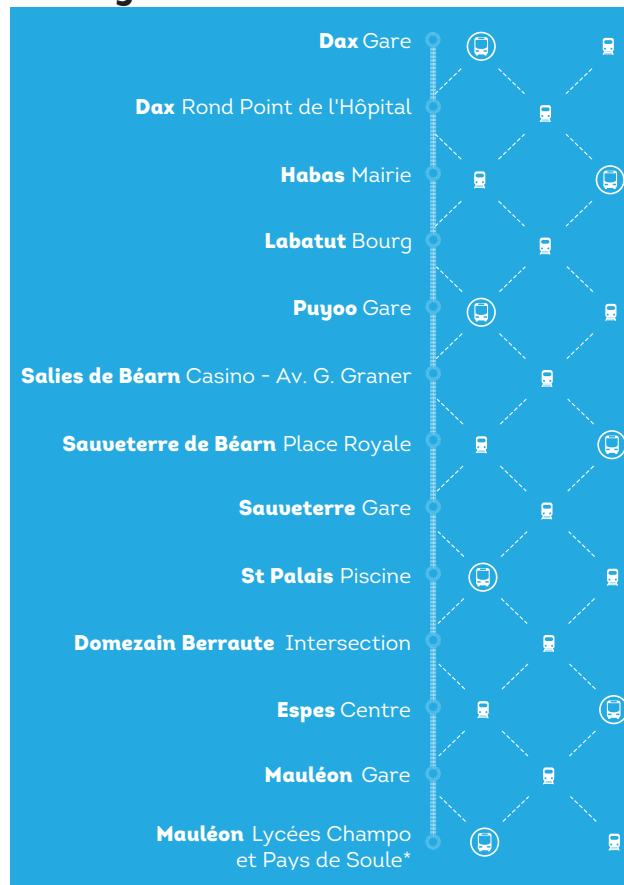 Dax Gare
Dax Rond Point de l'Hôpital
Habas Mairie
Labatut Bourg
Puyoo Gare
Salies de Béarn Casino - Av. G. Graner
Sauveterre de Béarn Place Royale
Sauveterre Gare
St Palais Piscine
Domezain Berraute Intersection
Espes Centre
Mauléon Gare
Mauléon Lycées Champo
et Pays de Soule*